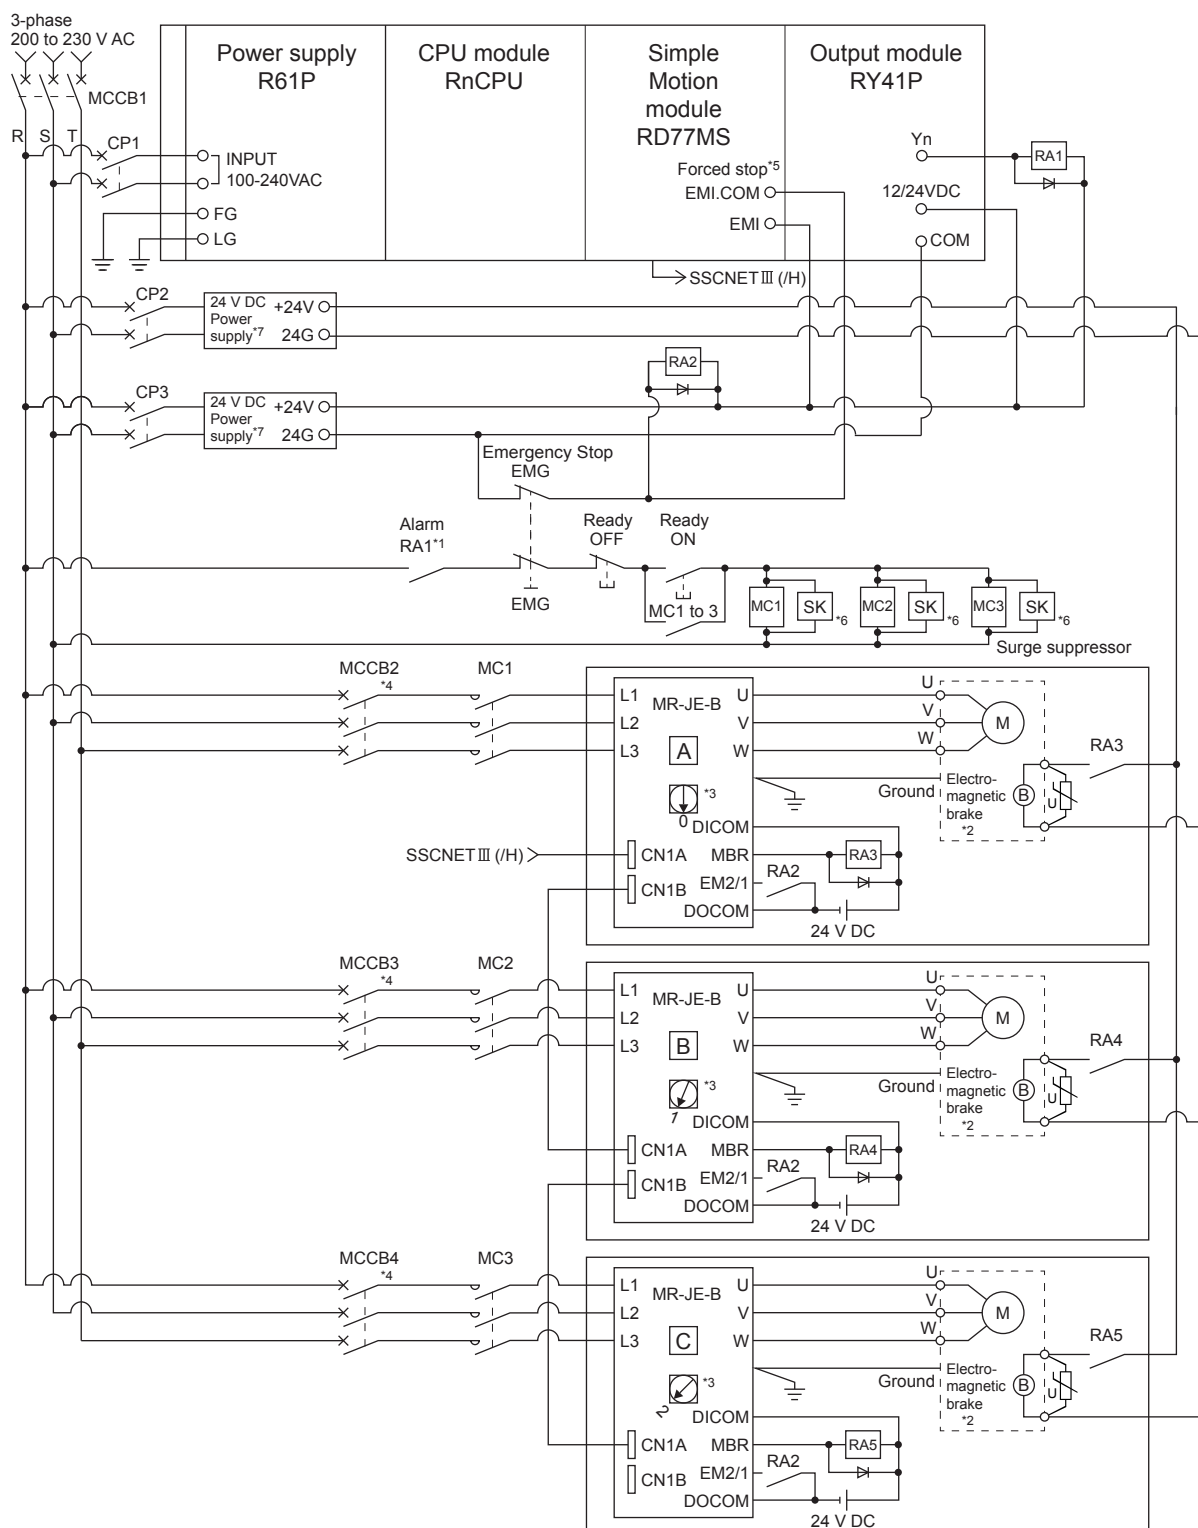 3-phase
200 to 230 V AC
MCCB1
R S T
CP1
Power supply
R61P
INPUT
100-240VAC
FG
LG
CPU module
RnCPU
Simple
Motion
module
RD77MS
Forced stop*5
EMI.COM
EMI
Output module
RY41P
Yn
12/24VDC
COM
RA1
SSCNETⅢ(/H)
CP2
24 V DC
Power
supply*7
+24V
24G
RA2
CP3
24 V DC
Power
supply*7
+24V
24G
Emergency Stop
EMG
Alarm
RA1*1
EMG
Ready
OFF
Ready
ON
MC1 to 3
MC1
SK
*6
MC2
SK
*6
MC3
SK
*6
Surge suppressor
MCCB2
*4
MC1
L1
L2
L3
MR-JE-B
A
*3
0
U
V
W
U
V
W
M
Ground
Electro-
magnetic
brake
*2
B
U
RA3
DICOM
MBR
RA3
EM2/1
RA2
DOCOM
24 V DC
SSCNETⅢ(/H)
CN1A
CN1B
MCCB3
*4
MC2
L1
L2
L3
MR-JE-B
B
*3
1
U
V
W
U
V
W
M
Ground
Electro-
magnetic
brake
*2
B
U
RA4
DICOM
MBR
RA4
EM2/1
RA2
DOCOM
24 V DC
CN1A
CN1B
MCCB4
*4
MC3
L1
L2
L3
MR-JE-B
C
*3
2
U
V
W
U
V
W
M
Ground
Electro-
magnetic
brake
*2
B
U
RA5
DICOM
MBR
RA5
EM2/1
RA2
DOCOM
24 V DC
CN1A
CN1B